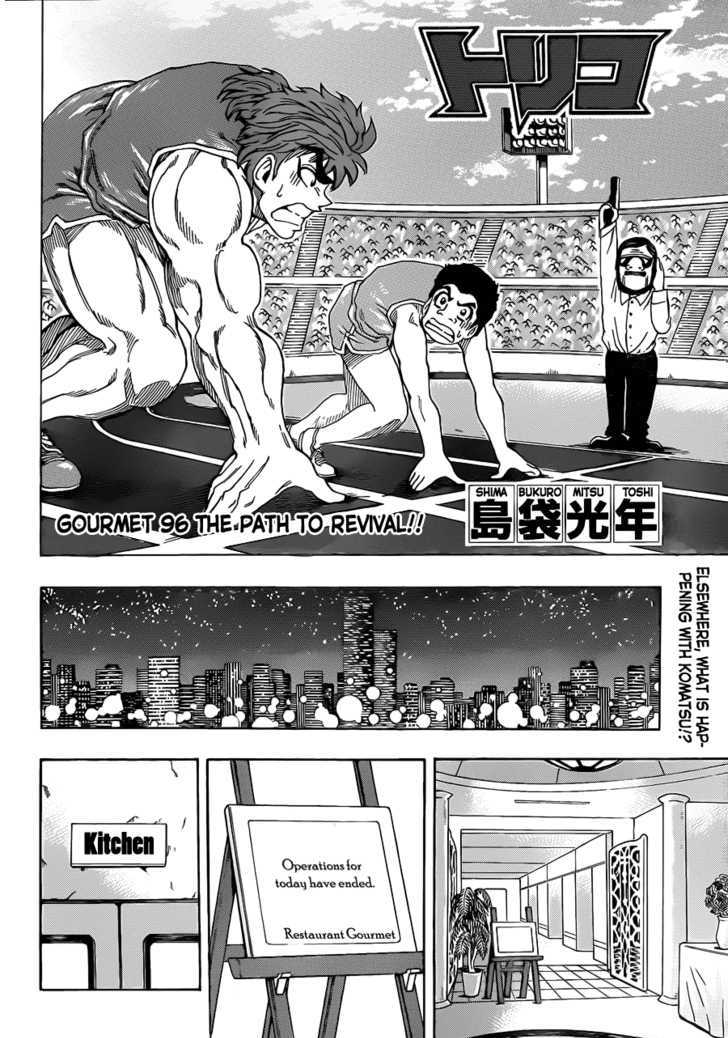 トリコ
GOURMET 96 THE PATH TO REVIVAL!!
SHIMA BUKURO MITSU TOSHI
島袋光年
ELSEWHERE, WHAT IS HAP-
PENING WITH KOMATSU!?
Kitchen
Operations for
today have ended.
Restaurant Gourmet